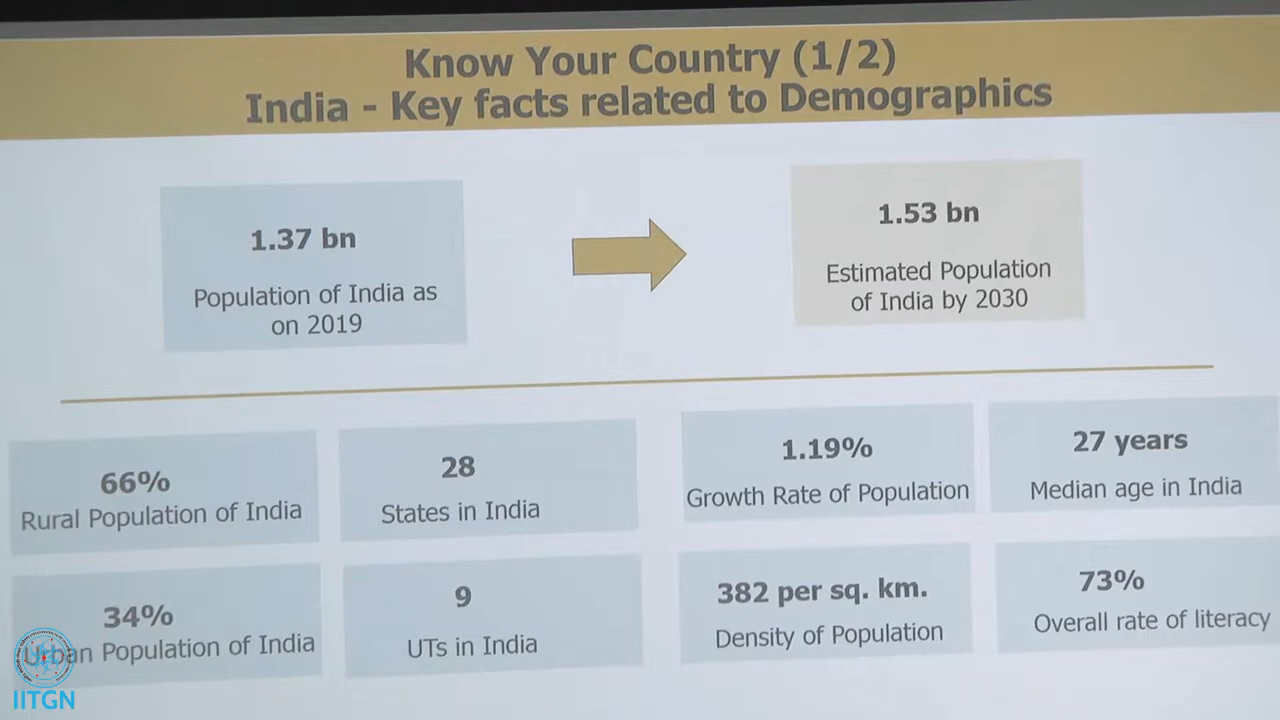 Know Your Country (1/2)
India - Key facts related to Demographics
1.37 bn
Population of India as
on 2019
1.53 bn
Estimated Population
of India by 2030
66%
Rural Population of India
28
States in India
1.19%
Growth Rate of Population
27 years
Median age in India
34%
Urban Population of India
9
UTs in India
382 per sq. km.
Density of Population
73%
Overall rate of literacy
IITGN